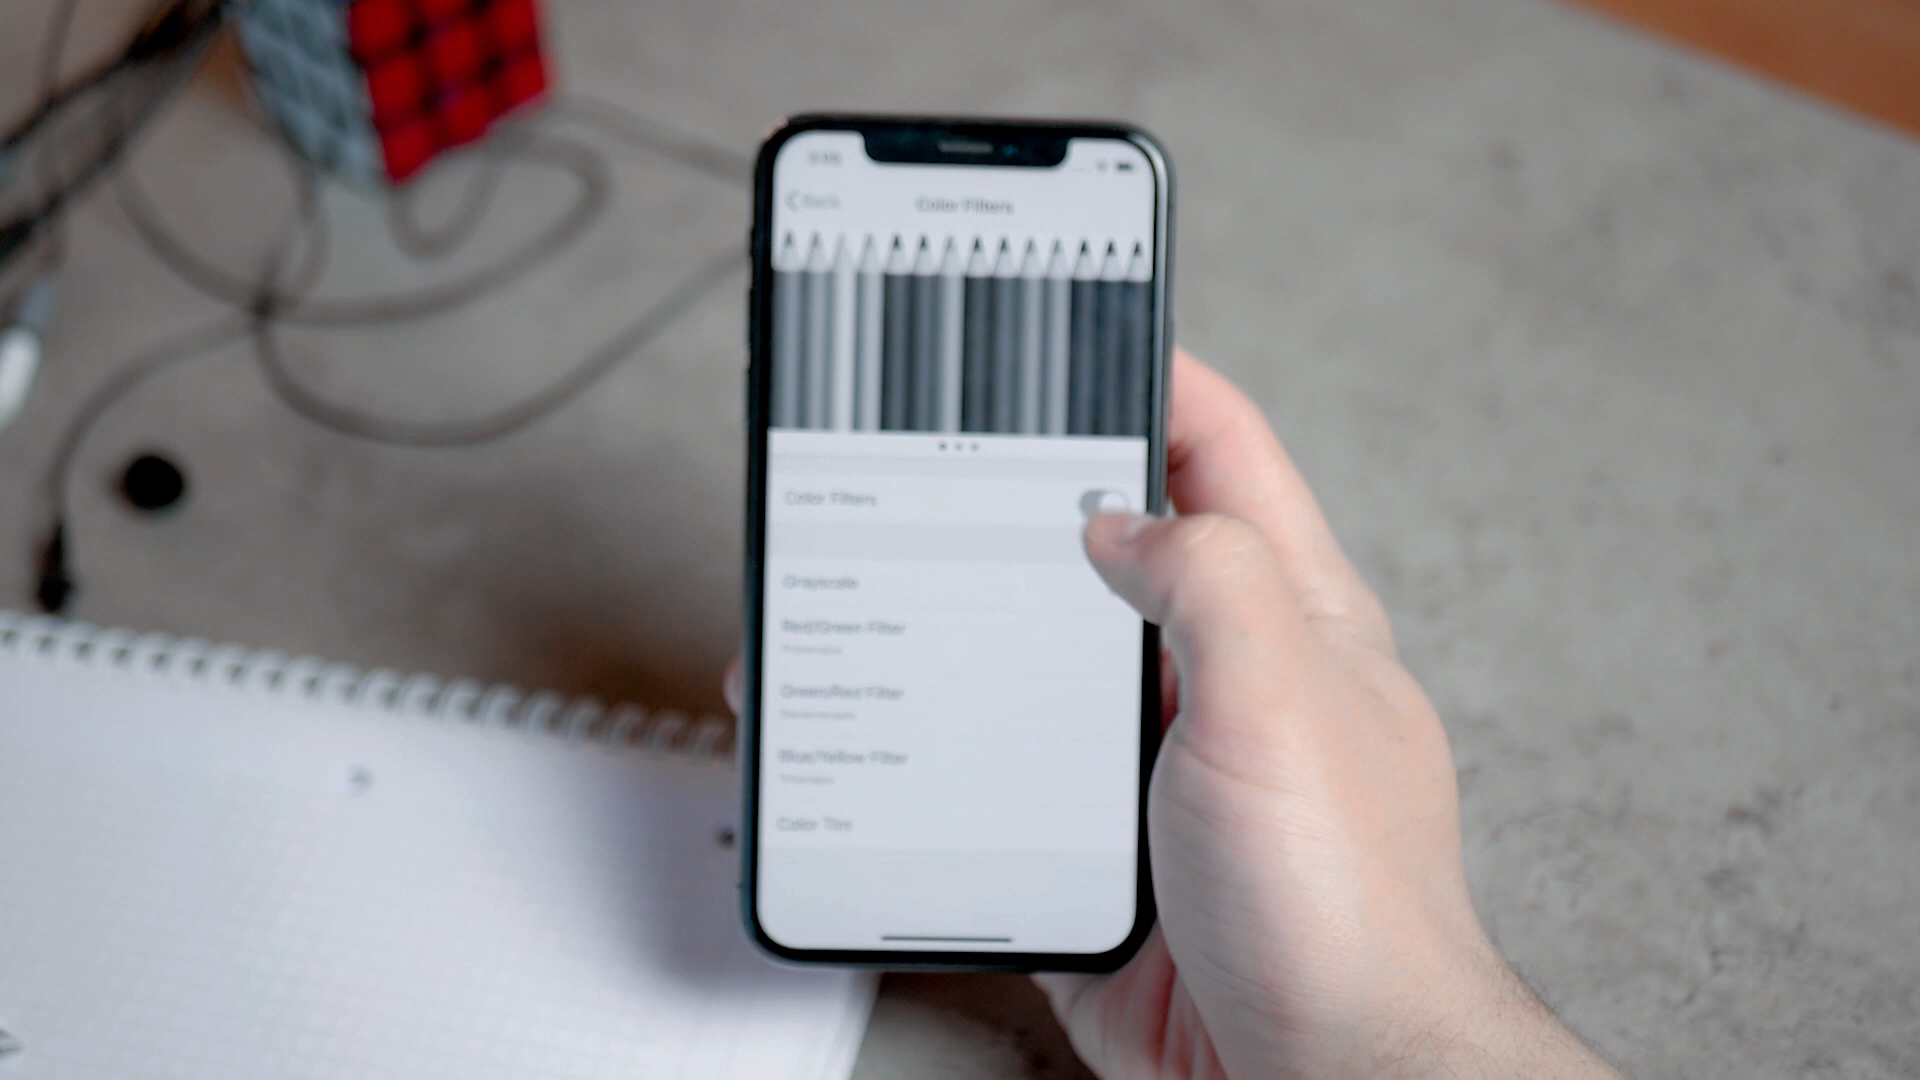 Back
Color Filters
Color Filters
Grayscale
Red/Green Filter
Green/Red Filter
Blue/Yellow Filter
Color Tint